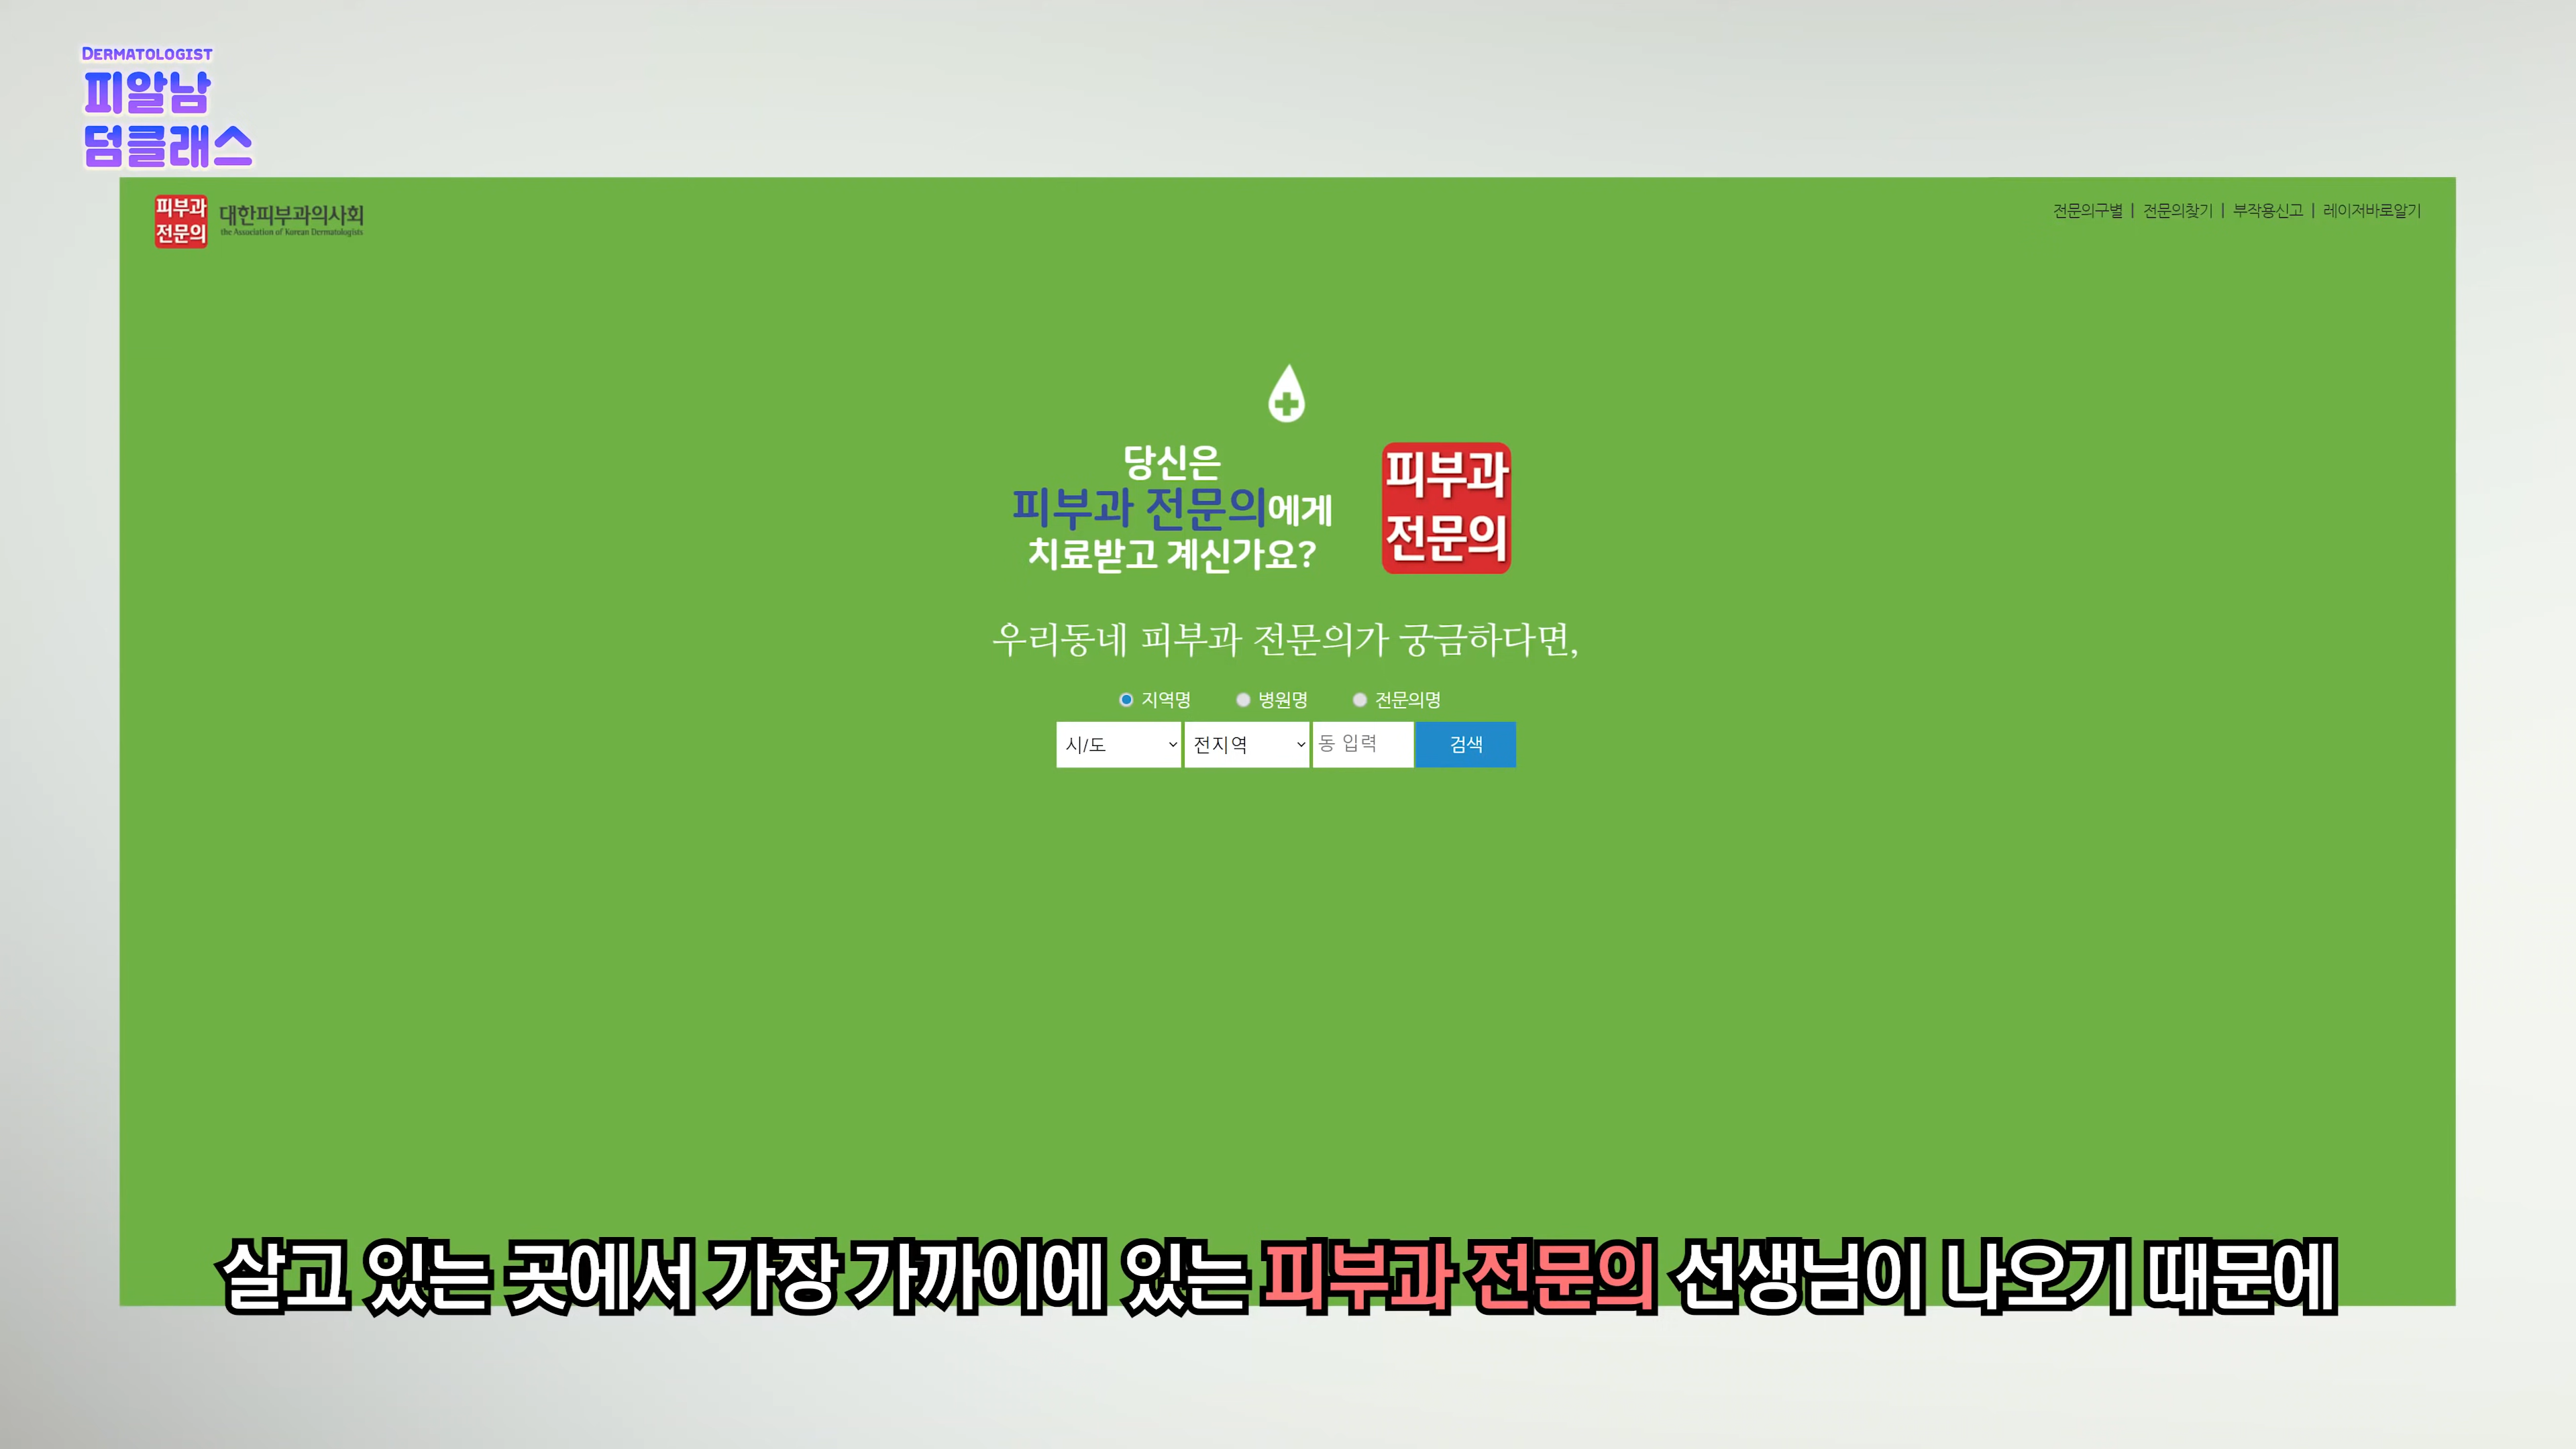 DERMATOLOGIST
피알남
덤클래스
피부과
전문의
대한피부과의사회
the Association of Korean Dermatologists
전문의구별 | 전문의찾기 | 부작용신고 | 레이저바로알기
당신은
피부과 전문의에게
치료받고 계신가요?
피부과
전문의
우리동네 피부과 전문의가 궁금하다면,
지역명 병원명 전문의명
시/도 전지역 동 입력 검색
살고 있는 곳에서 가장 가까이에 있는 피부과 전문의 선생님이 나오기 때문에